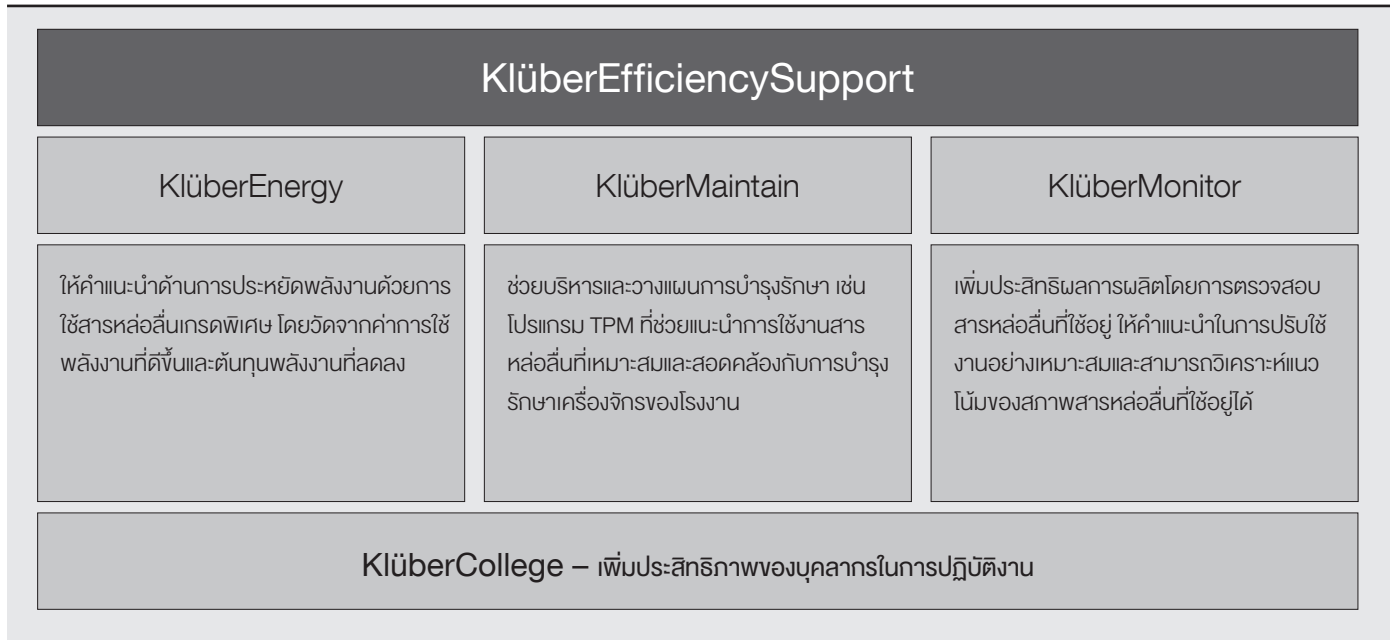 KlüberEfficiencySupport
KlüberEnergy
KlüberMaintain
KlüberMonitor
ให้คำแนะนำด้านการประหยัดพลังงานด้วยการ
ใช้สารหล่อลื่นเกรดพิเศษ โดยวัดจากค่าการใช้
พลังงานที่ดีขึ้นและต้นทุนพลังงานที่ลดลง
ช่วยบริหารและวางแผนการบำรุงรักษา เช่น
โปรแกรม TPM ที่ช่วยแนะนำการใช้งานสาร
หล่อลื่นที่เหมาะสมและสอดคล้องกับการบำรุง
รักษาเครื่องจักรของโรงงาน
เพิ่มประสิทธิผลการผลิตโดยการตรวจสอบ
สารหล่อลื่นที่ใช้อยู่ ให้คำแนะนำในการปรับใช้
งานอย่างเหมาะสมและสามารถวิเคราะห์แนว
โน้มของสภาพสารหล่อลื่นที่ใช้อยู่ได้
KlüberCollege – เพิ่มประสิทธิภาพของบุคลากรในการปฏิบัติงาน